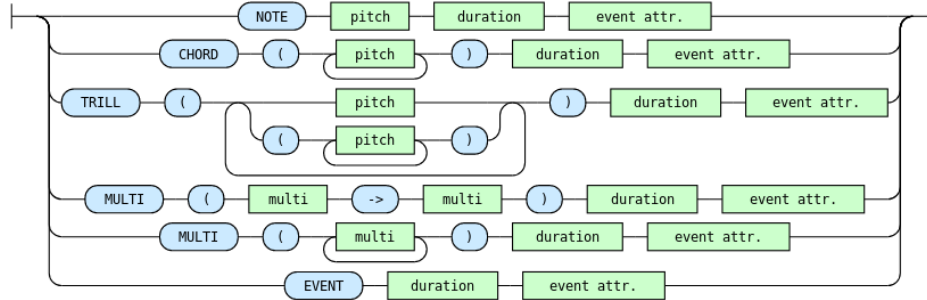 NOTE pitch duration event attr.
CHORD ( pitch ) duration event attr.
TRILL ( pitch ) duration event attr.
( pitch )
MULTI ( multi -> multi ) duration event attr.
MULTI ( multi ) duration event attr.
EVENT duration event attr.